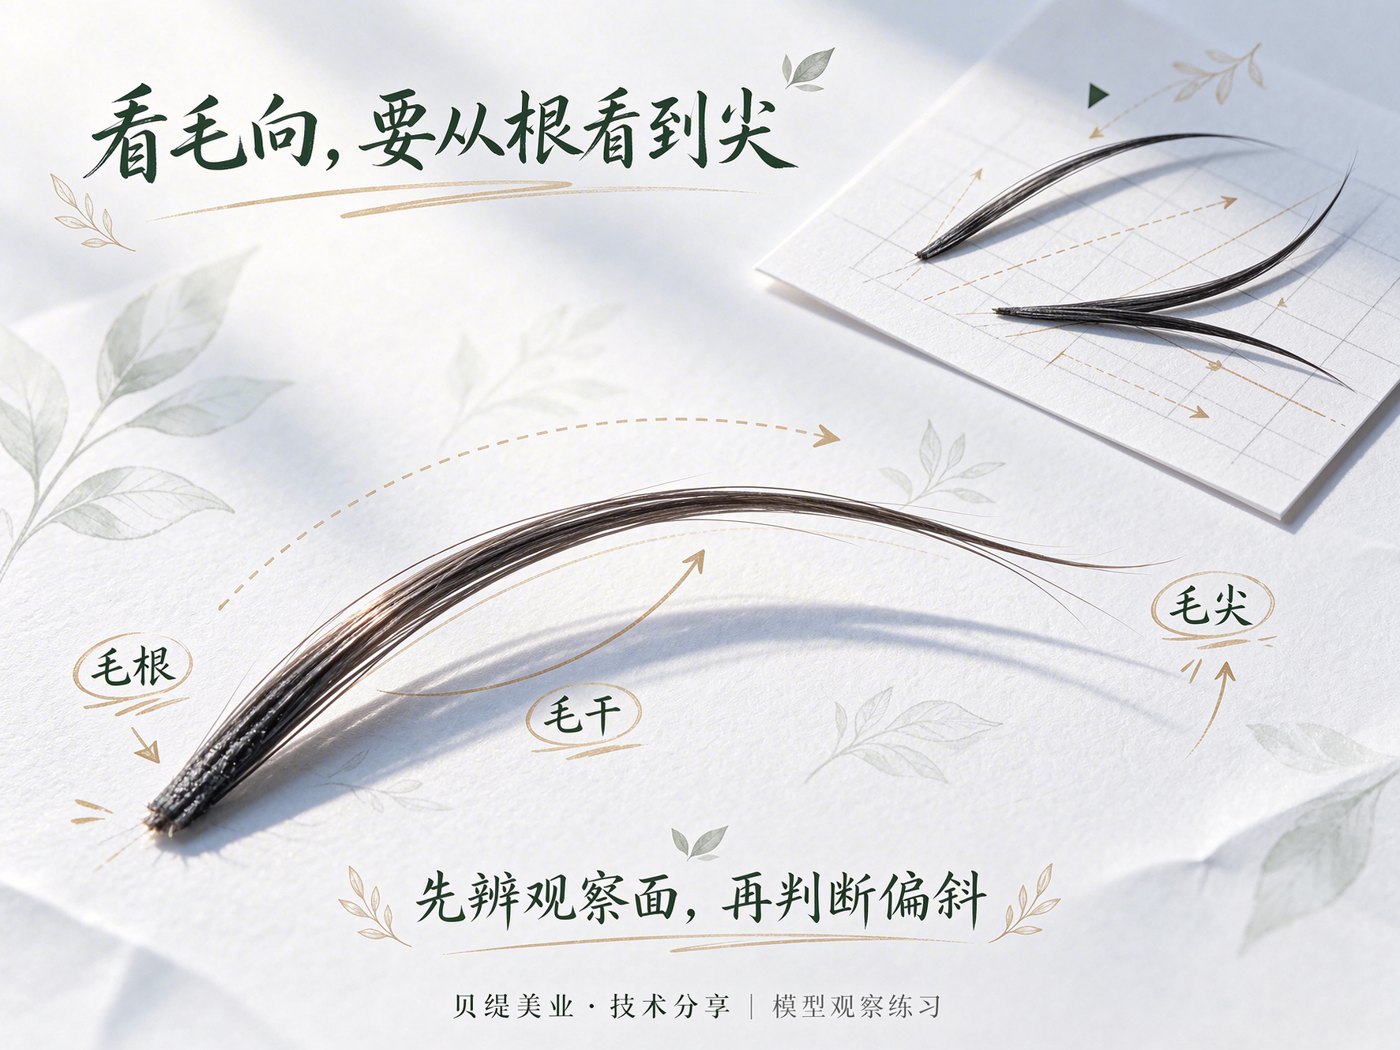 看毛向，要从根看到尖
毛尖
毛根
毛干
先辨观察面，再判断偏斜
贝缇美业·技术分享｜模型观察练习